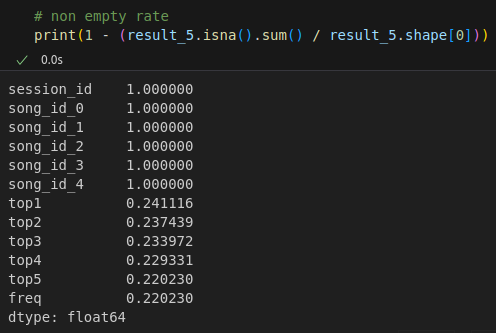 # non empty rate
print(1 - (result_5.isna().sum() / result_5.shape[0]))
✓ 0.0s
session_id 1.000000
song_id_0 1.000000
song_id_1 1.000000
song_id_2 1.000000
song_id_3 1.000000
song_id_4 1.000000
top1 0.241116
top2 0.237439
top3 0.233972
top4 0.229331
top5 0.220230
freq 0.220230
dtype: float64